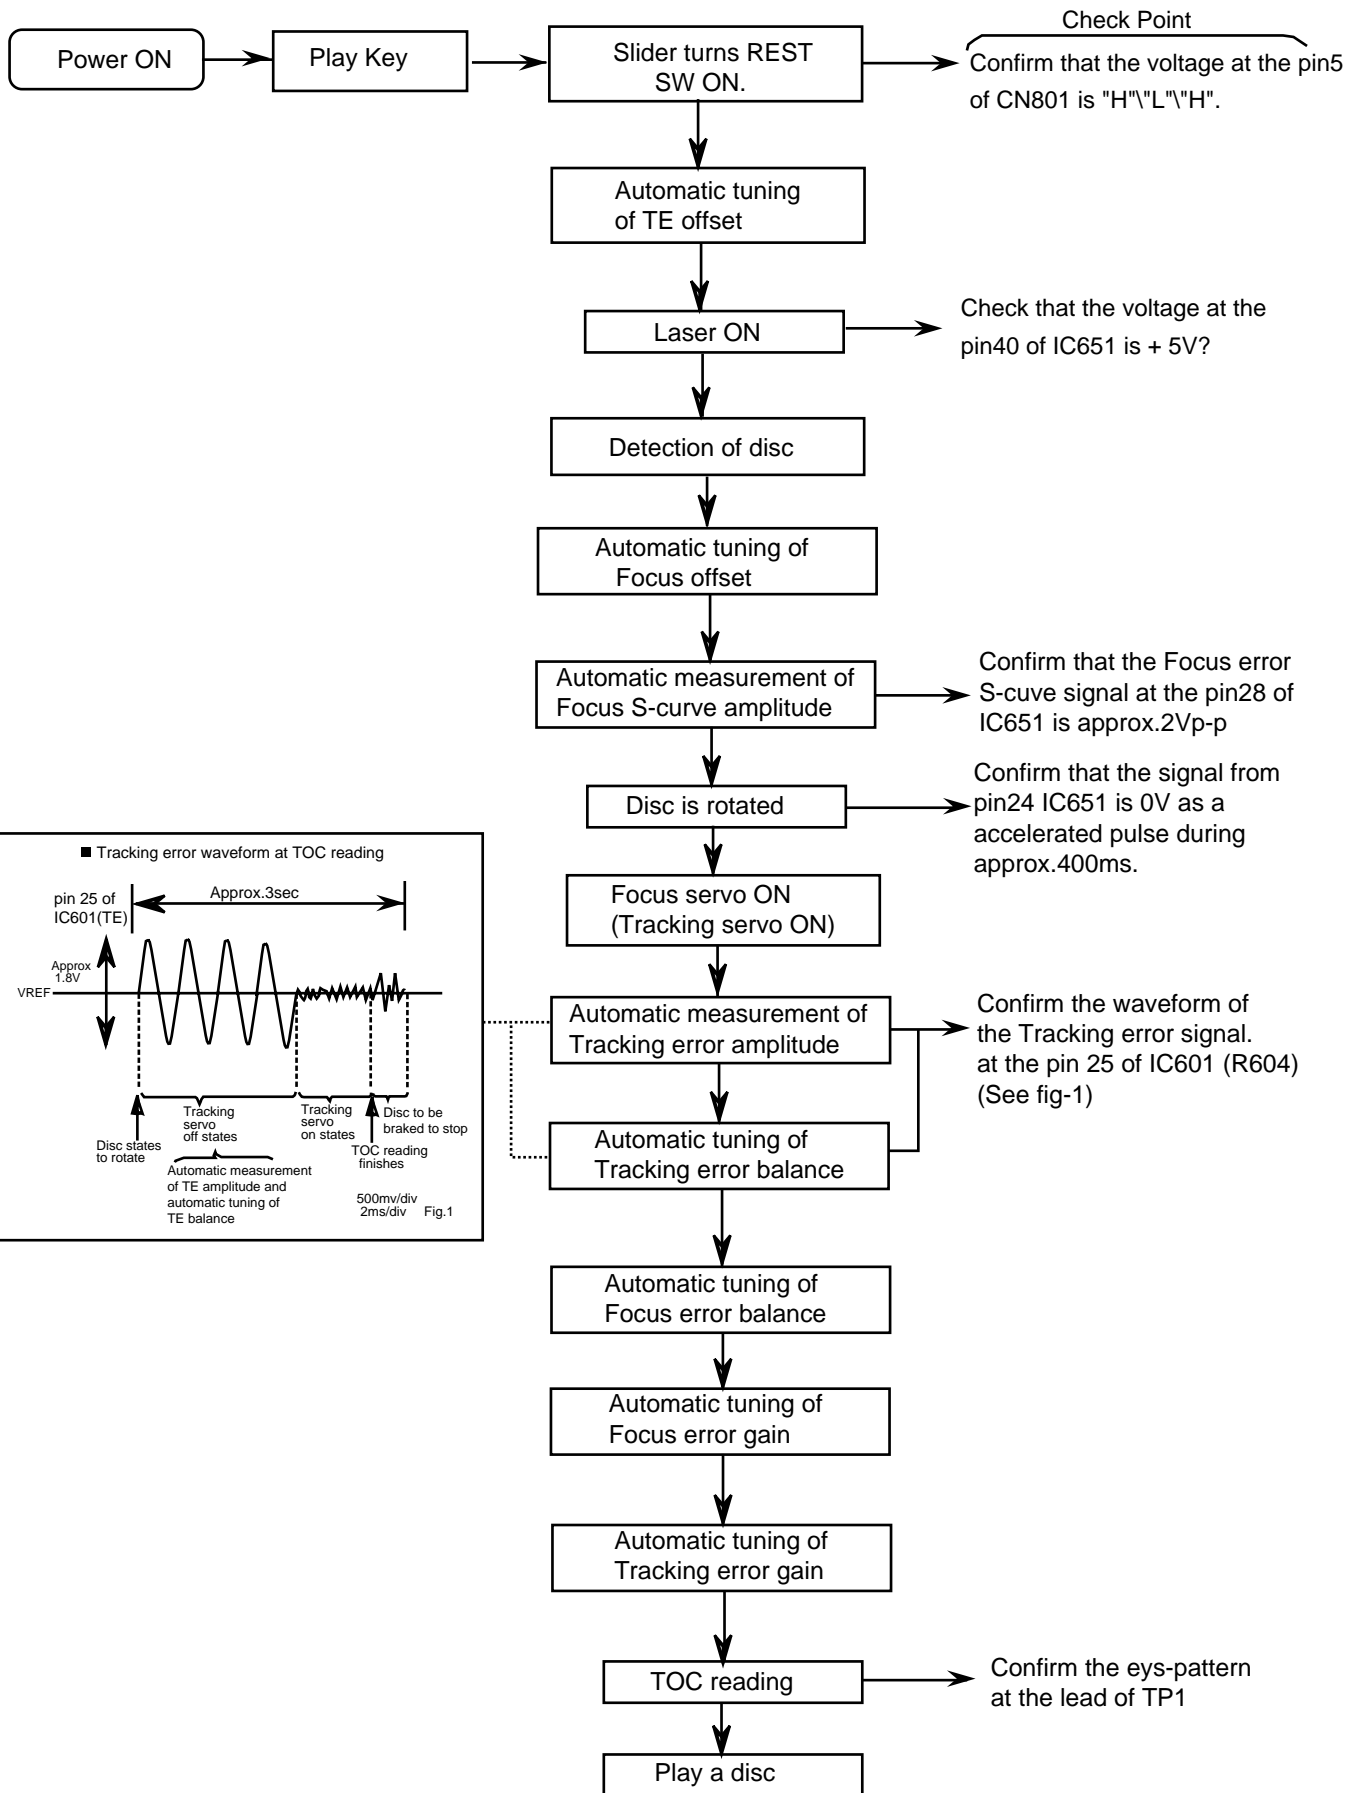 Check Point
Power ON
Play Key
Slider turns REST
SW ON.
Confirm that the voltage at the pin5
of CN801 is "H"\"L"\"H".
Automatic tuning
of TE offset
Laser ON
Check that the voltage at the
pin40 of IC651 is + 5V?
Detection of disc
Automatic tuning of
Focus offset
Automatic measurement of
Focus S-curve amplitude
Confirm that the Focus error
S-cuve signal at the pin28 of
IC651 is approx.2Vp-p
Disc is rotated
Confirm that the signal from
pin24 IC651 is 0V as a
accelerated pulse during
approx.400ms.
Focus servo ON
(Tracking servo ON)
■ Tracking error waveform at TOC reading
pin 25 of
IC601(TE)
Approx.3sec
Approx
1.8V
VREF
Tracking
servo
off states
Tracking
servo
on states
Disc to be
braked to stop
Disc states
to rotate
TOC reading
finishes
Automatic measurement
of TE amplitude and
automatic tuning of
TE balance
500mv/div
2ms/div
Fig.1
Automatic measurement of
Tracking error amplitude
Confirm the waveform of
the Tracking error signal.
at the pin 25 of IC601 (R604)
(See fig-1)
Automatic tuning of
Tracking error balance
Automatic tuning of
Focus error balance
Automatic tuning of
Focus error gain
Automatic tuning of
Tracking error gain
TOC reading
Confirm the eys-pattern
at the lead of TP1
Play a disc